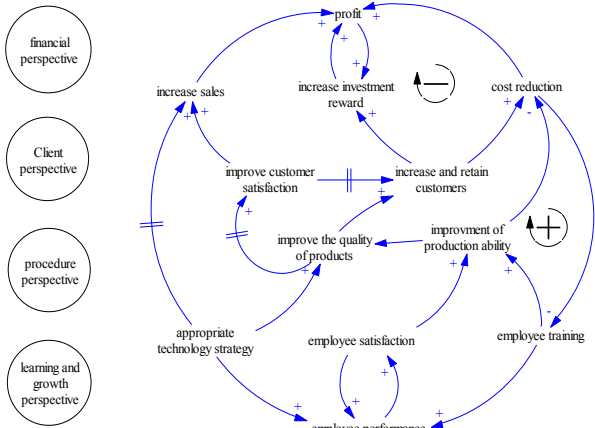 profit
financial
perspective
increase sales
increase investment
reward
cost reduction
Client
perspective
improve customer
satisfaction
increase and retain
customers
procedure
perspective
improve the quality
of products
improvment of
production ability
appropriate
technology strategy
employee satisfaction
employee training
learning and
growth
perspective
employee performance